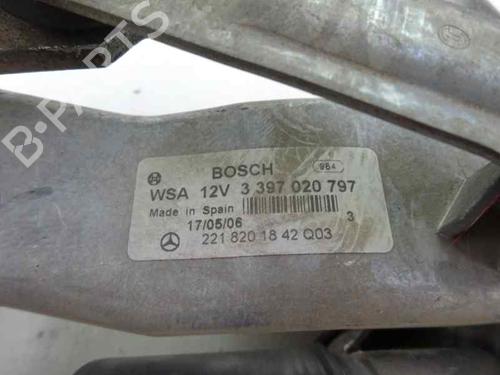 B-PARTS
BOSCH 984
WSA 12V 3 397 020 797
Made in Spain
17/05/06 3
221 820 18 42 Q03